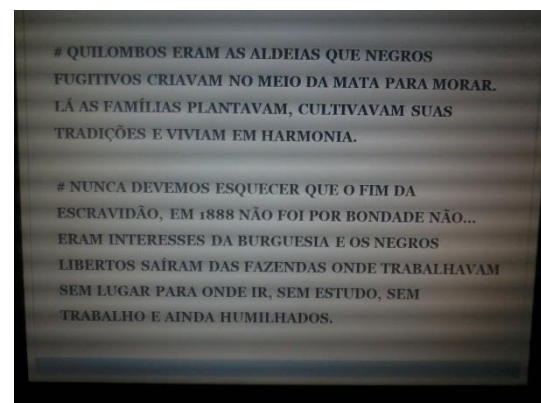 # QUILOMBOS ERAM AS ALDEIAS QUE NEGROS
FUGITIVOS CRIAVAM NO MEIO DA MATA PARA MORAR.
LÁ AS FAMÍLIAS PLANTAVAM, CULTIVAVAM SUAS
TRADIÇÕES E VIVIAM EM HARMONIA.
# NUNCA DEVEMOS ESQUECER QUE O FIM DA
ESCRAVIDÃO, EM 1888 NÃO FOI POR BONDADE NÃO...
ERAM INTERESSES DA BURGUESIA E OS NEGROS
LIBERTOS SAÍRAM DAS FAZENDAS ONDE TRABALHAVAM
SEM LUGAR PARA ONDE IR, SEM ESTUDO, SEM
TRABALHO E AINDA HUMILHADOS.